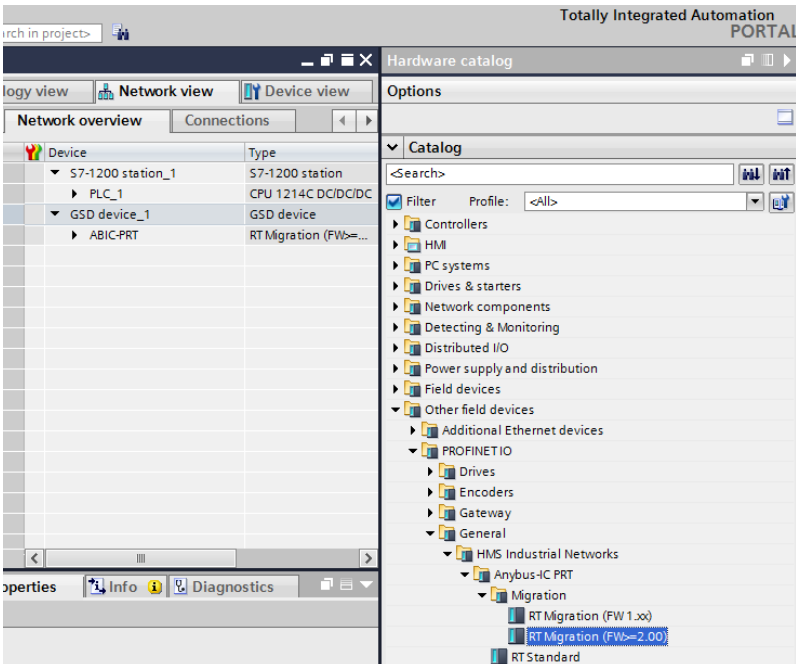 Totally Integrated Automation
PORTAL
rch in project>
Hardware catalog
logy view Network view Device view
Options
Network overview Connections
Catalog
Device Type
<Search>
S7-1200 station_1 S7-1200 station
PLC_1 CPU 1214C DC/DC/DC
Filter Profile: <All>
GSD device_1 GSD device
ABIC-PRT RT Migration (FW>=...
Controllers
HMI
PC systems
Drives & starters
Network components
Detecting & Monitoring
Distributed I/O
Power supply and distribution
Field devices
Other field devices
Additional Ethernet devices
PROFINET IO
Drives
Encoders
Gateway
General
HMS Industrial Networks
Anybus-IC PRT
Migration
RT Migration (FW 1.xx)
RT Migration (FW>=2.00)
RT Standard
operties Info Diagnostics